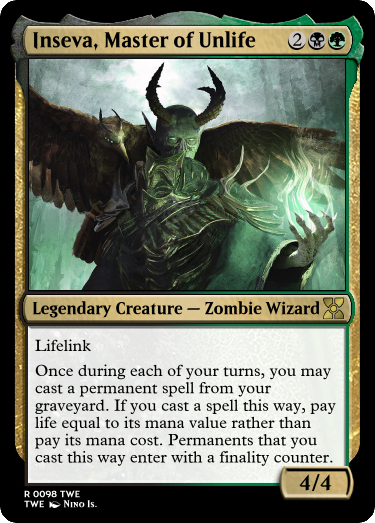 Inseva, Master of Unlife 2
Legendary Creature — Zombie Wizard
Lifelink
Once during each of your turns, you may
cast a permanent spell from your
graveyard. If you cast a spell this way, pay
life equal to its mana value rather than
pay its mana cost. Permanents that you
cast this way enter with a finality counter.
4/4
R 0098 TWE
TWE Nino Is.